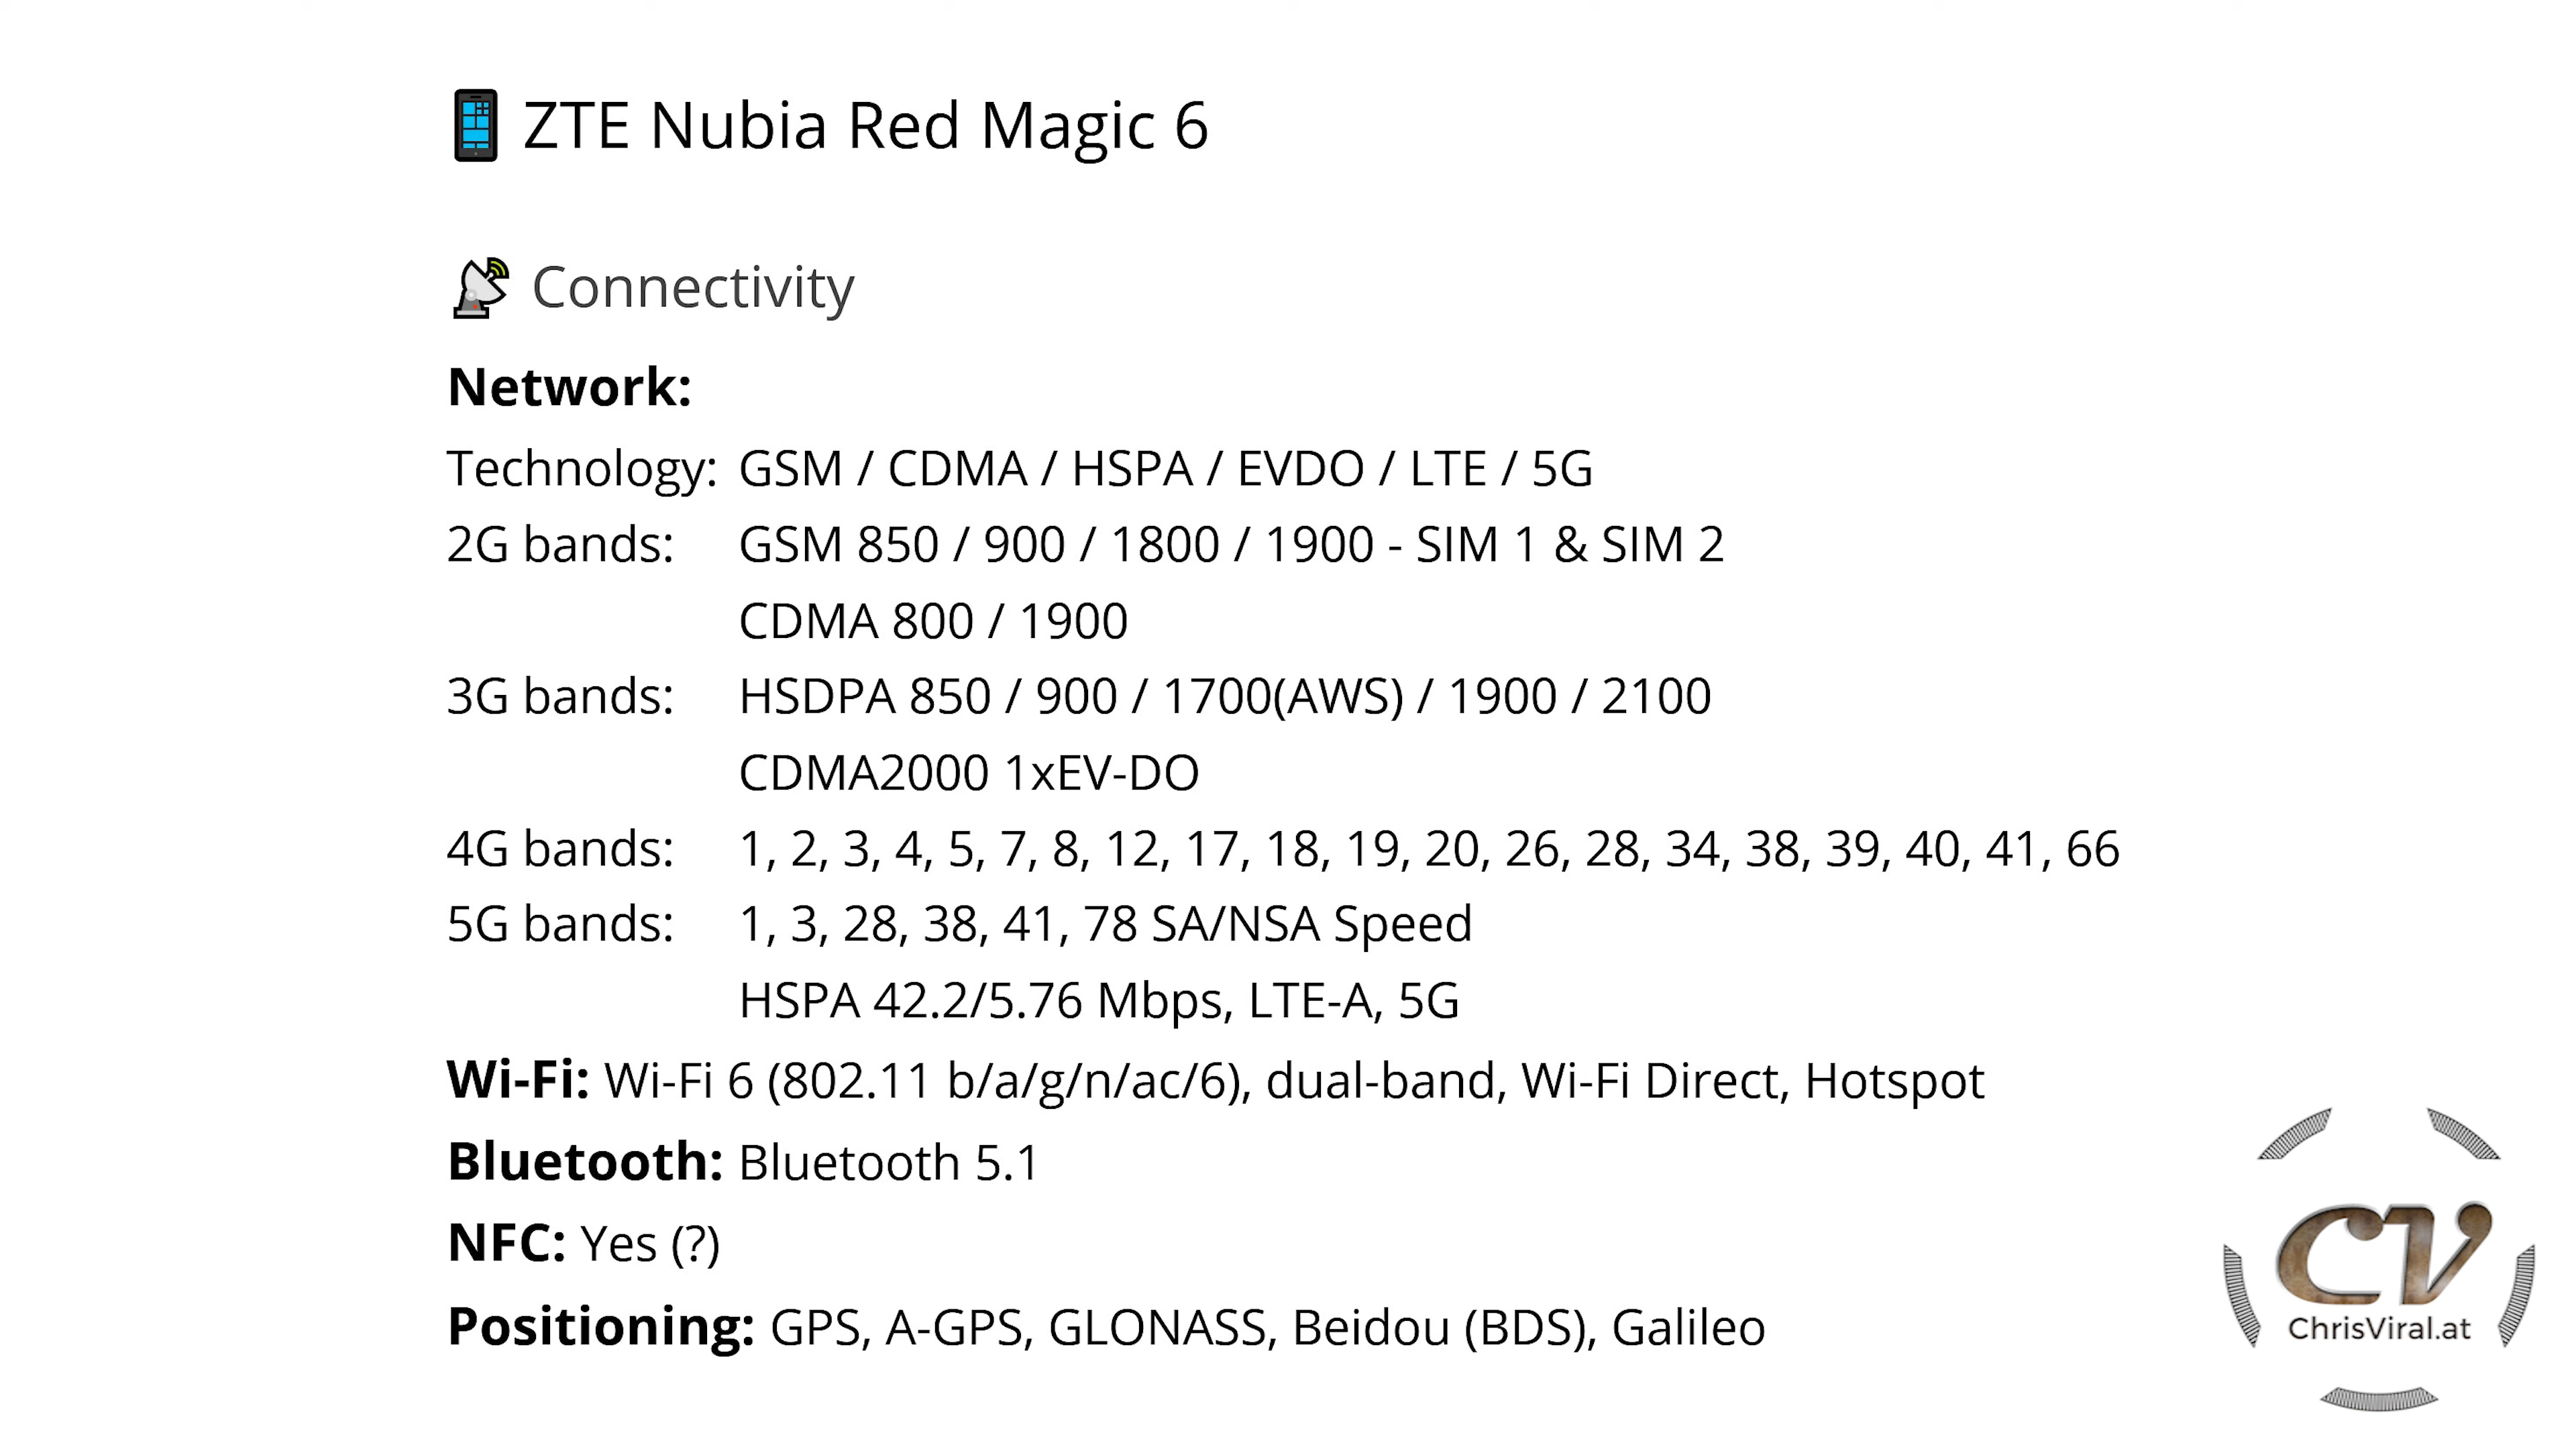 ZTE Nubia Red Magic 6
Connectivity
Network:
Technology: GSM / CDMA / HSPA / EVDO / LTE / 5G
2G bands: GSM 850 / 900 / 1800 / 1900 - SIM 1 & SIM 2
CDMA 800 / 1900
3G bands: HSDPA 850 / 900 / 1700(AWS) / 1900 / 2100
CDMA2000 1xEV-DO
4G bands: 1, 2, 3, 4, 5, 7, 8, 12, 17, 18, 19, 20, 26, 28, 34, 38, 39, 40, 41, 66
5G bands: 1, 3, 28, 38, 41, 78 SA/NSA Speed
HSPA 42.2/5.76 Mbps, LTE-A, 5G
Wi-Fi: Wi-Fi 6 (802.11 b/a/g/n/ac/6), dual-band, Wi-Fi Direct, Hotspot
Bluetooth: Bluetooth 5.1
NFC: Yes (?)
Positioning: GPS, A-GPS, GLONASS, Beidou (BDS), Galileo
CV
ChrisViral.at